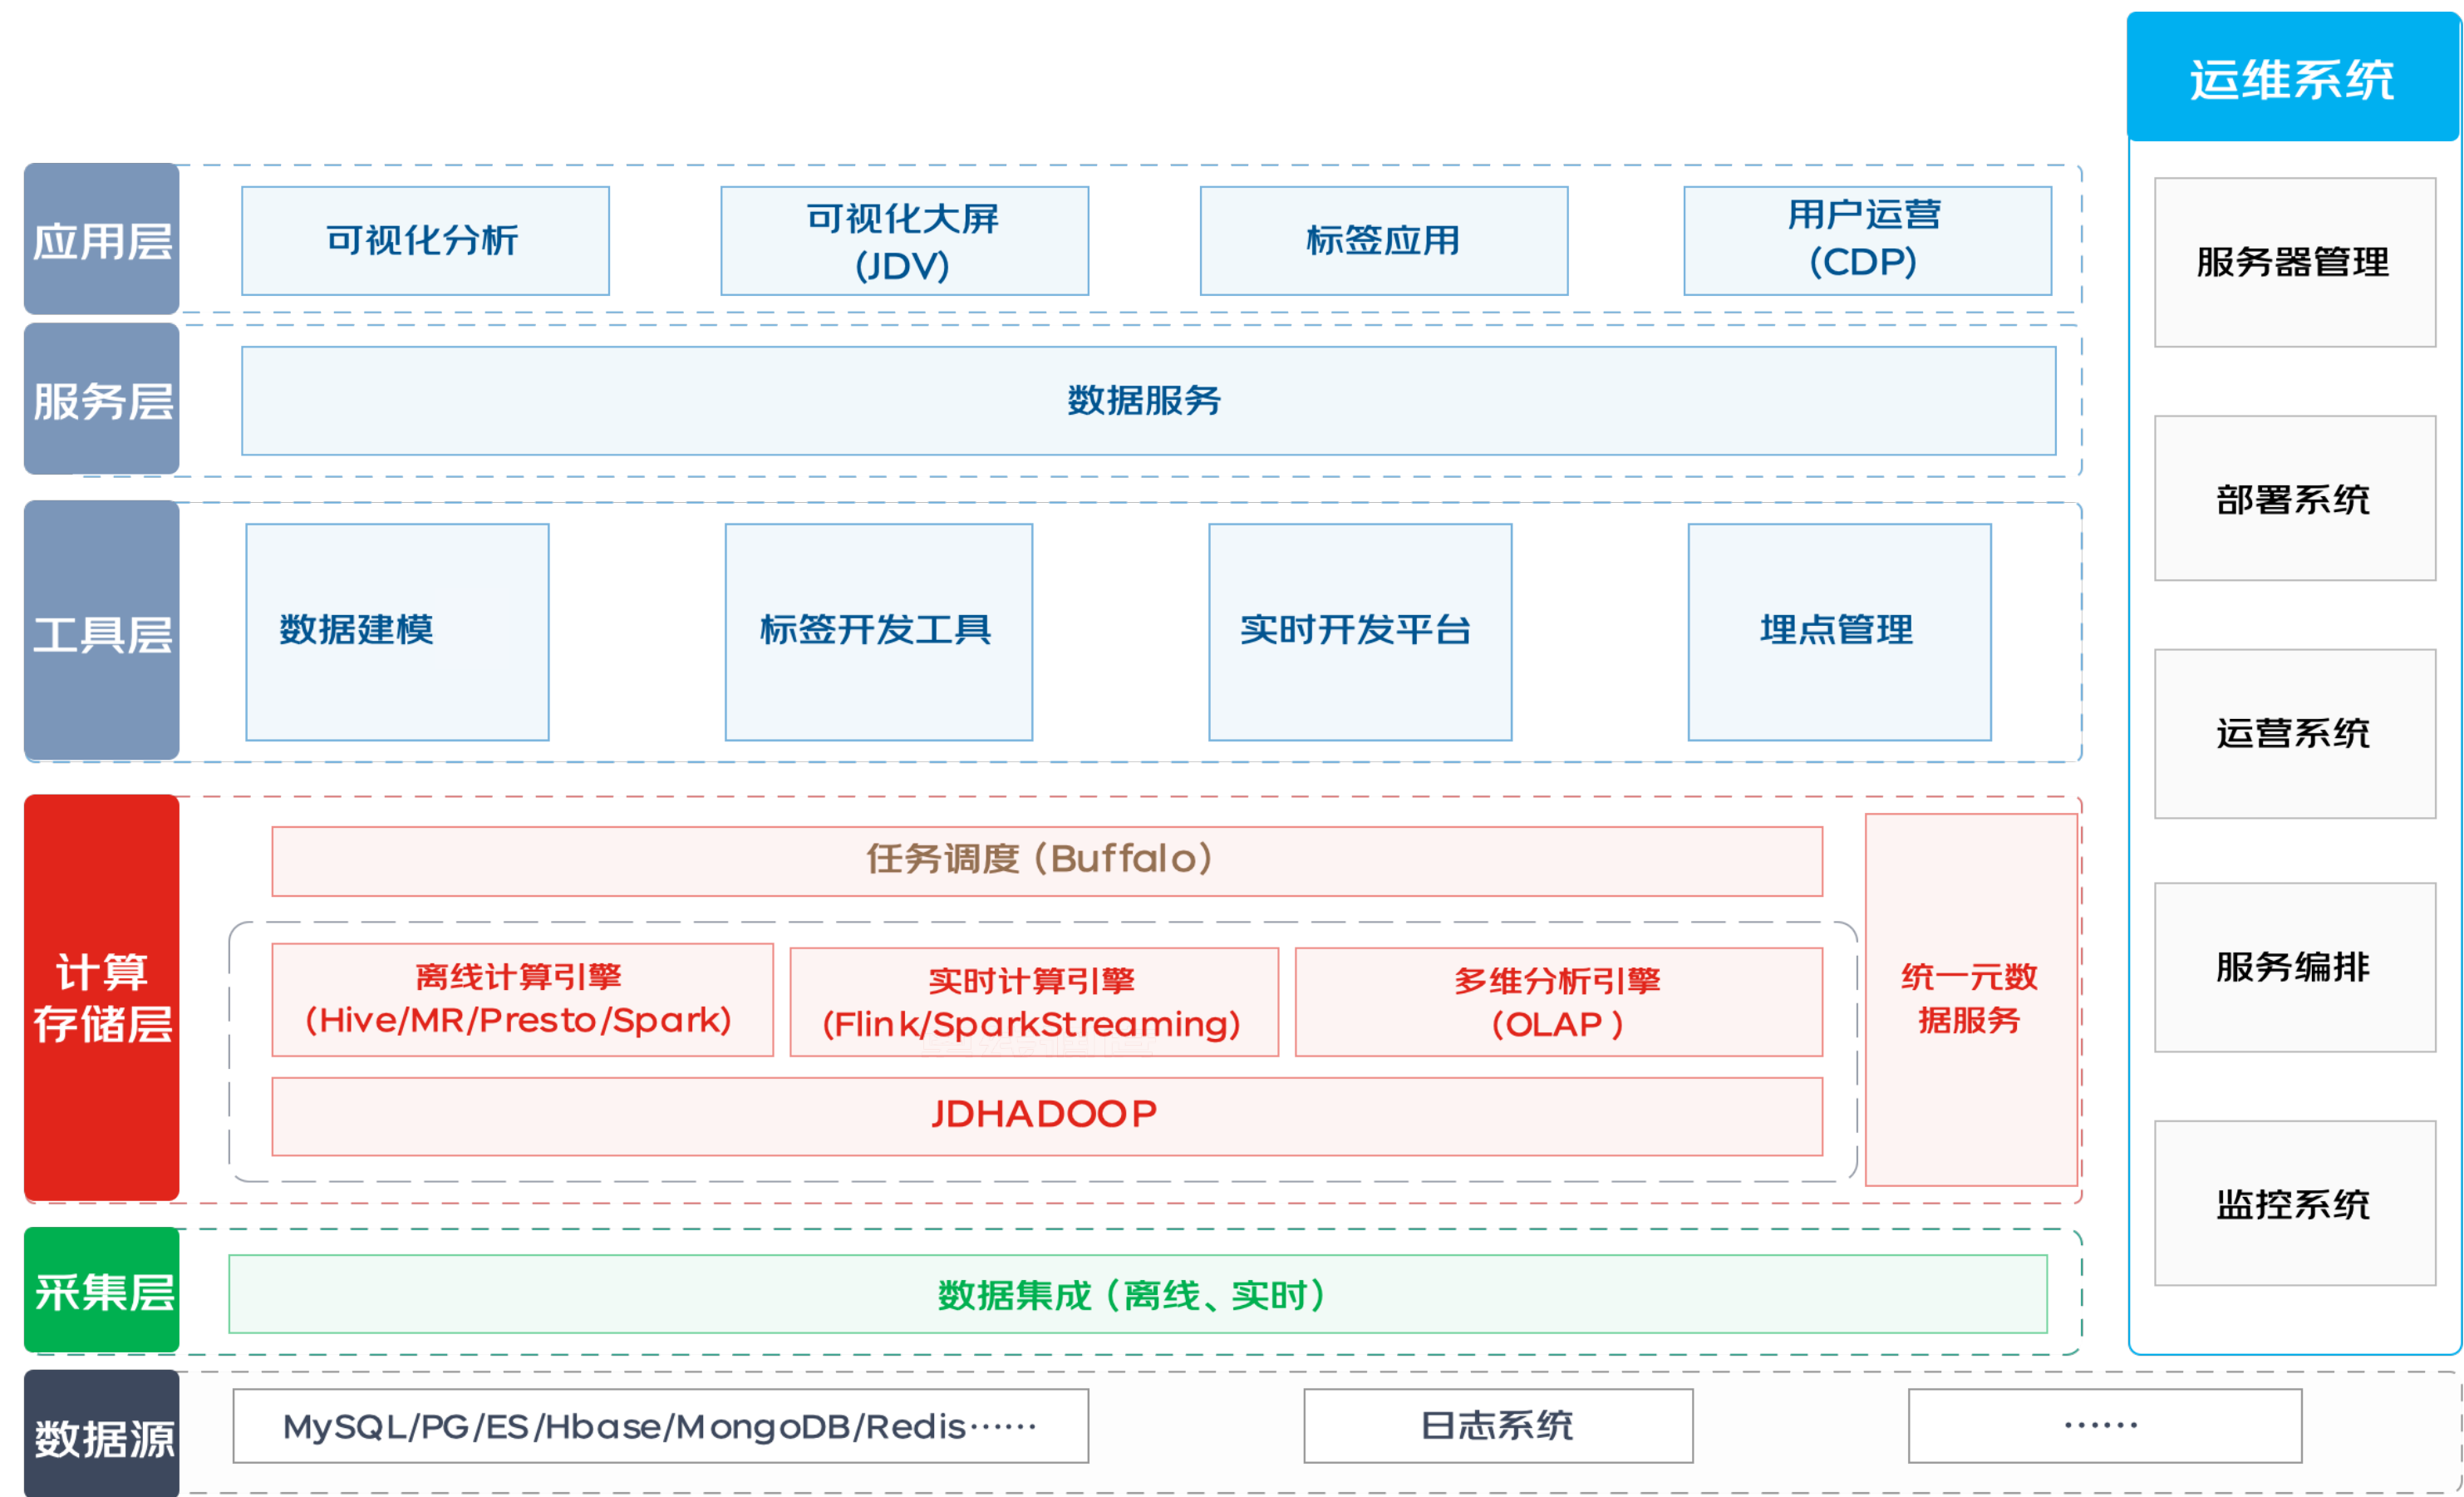 运维系统
应用层
可视化分析
可视化大屏
(JDV)
标签应用
用户运营
(CDP)
服务层
数据服务
工具层
数据建模
标签开发工具
实时开发平台
埋点管理
计算
存储层
任务调度(Buffalo)
离线计算引擎
(Hive/MR/Presto/Spark)
实时计算引擎
(Flink/SparkStreaming)
多维分析引擎
(OLAP )
JDHADOOP
统一元数
据服务
采集层
数据集成(离线、实时)
数据源
MySQL/PG/ES/Hbase/MongoDB/Redis……
日志系统
……
服务器管理
部署系统
运营系统
服务编排
监控系统